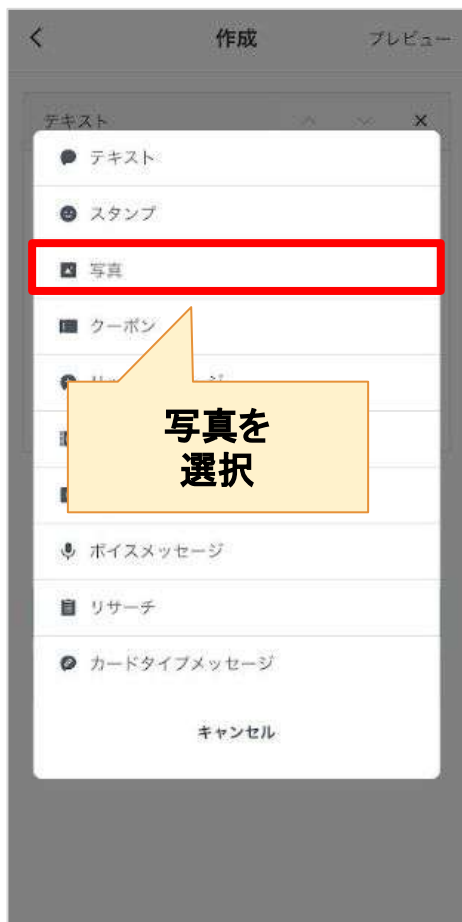 作成 プレビュー
テキスト
テキスト
スタンプ
写真
クーポン
写真を
選択
ボイスメッセージ
リサーチ
カードタイプメッセージ
キャンセル